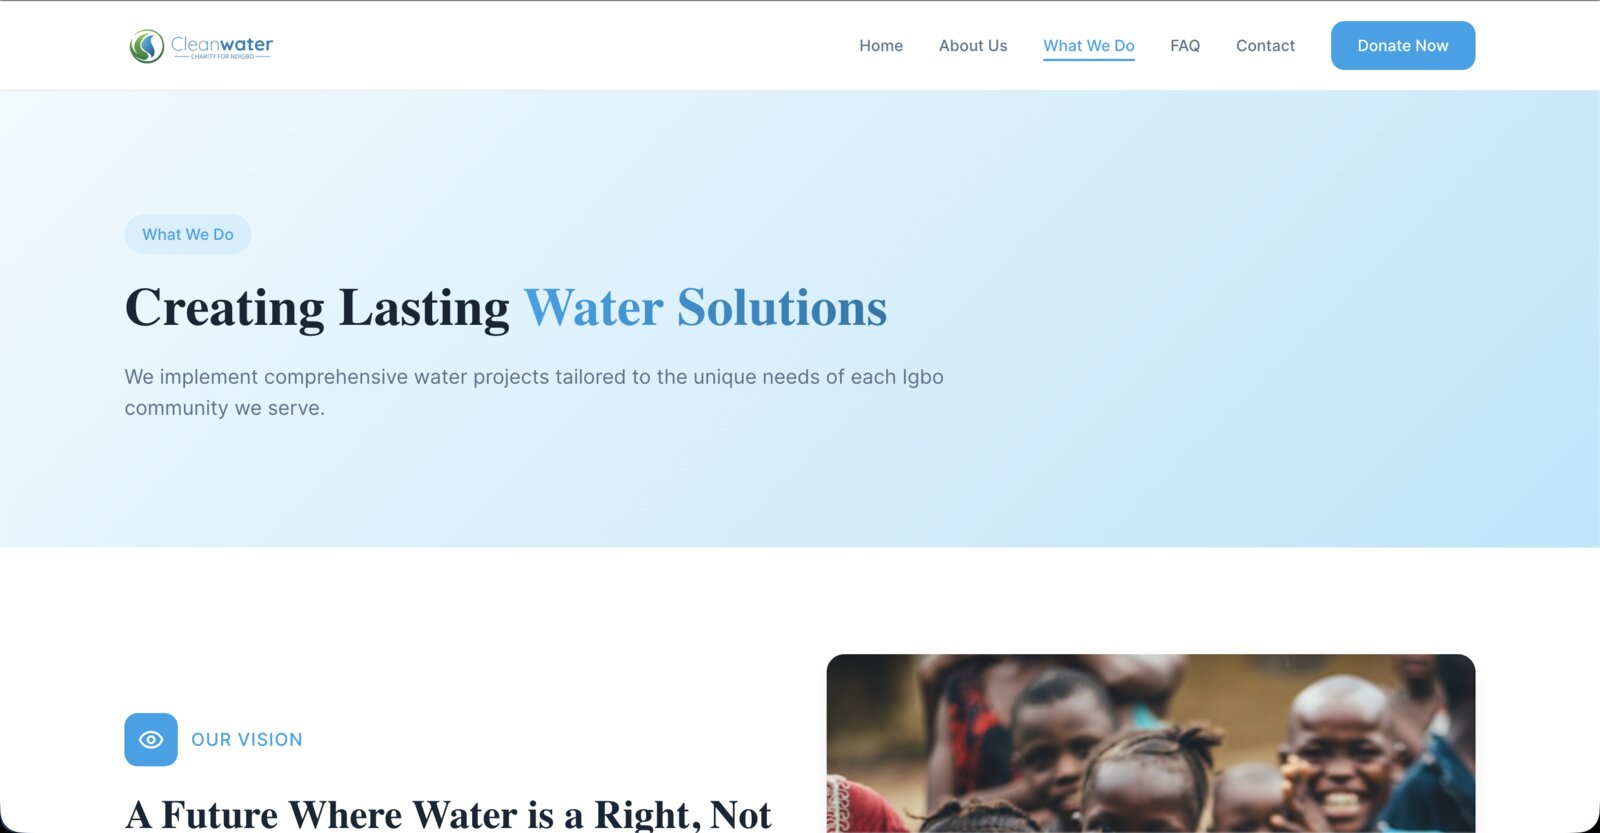 Cleanwater
CHARITY FOR NDIGBO
Home
About Us
What We Do
FAQ
Contact
Donate Now
What We Do
Creating Lasting Water Solutions
We implement comprehensive water projects tailored to the unique needs of each Igbo
community we serve.
OUR VISION
A Future Where Water is a Right, Not